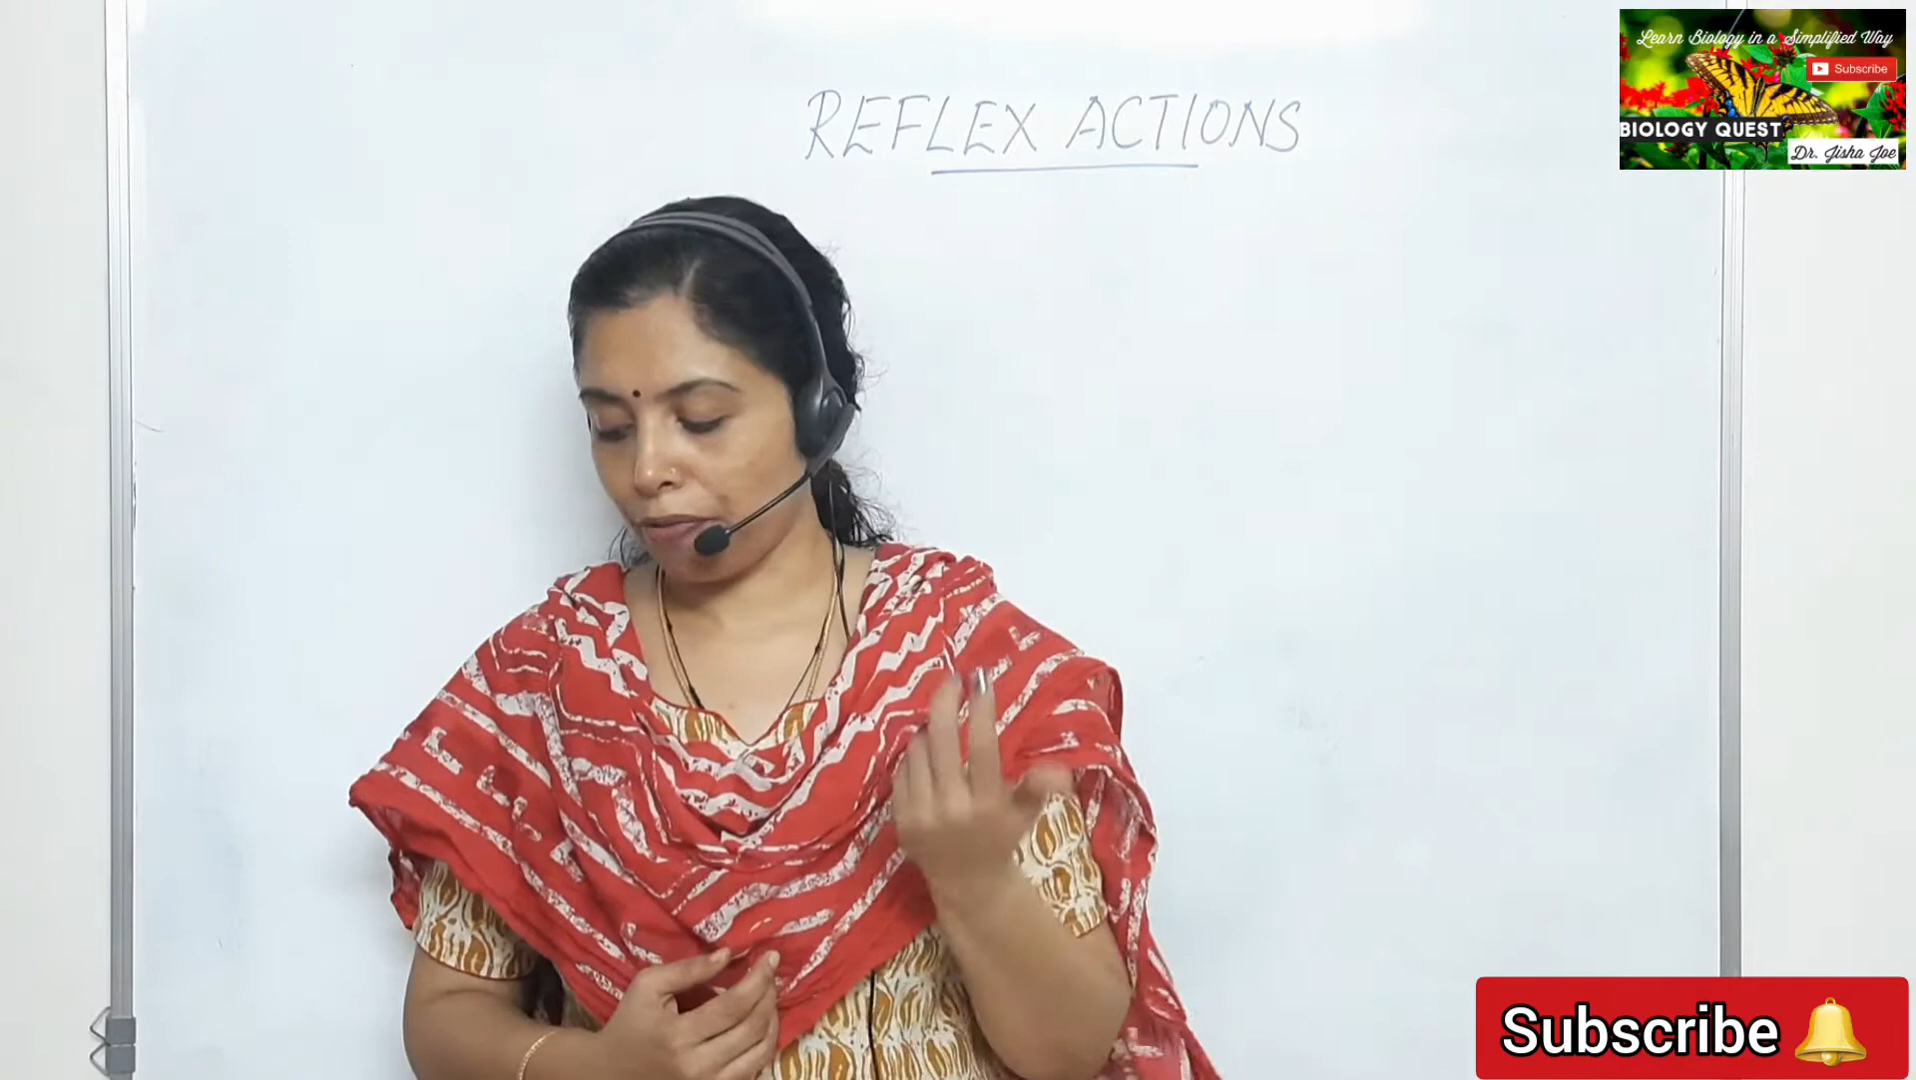 REFLEX ACTIONS
Learn Biology in a Simplified Way
Subscribe
BIOLOGY QUEST
Dr. Jisha Joe
Subscribe